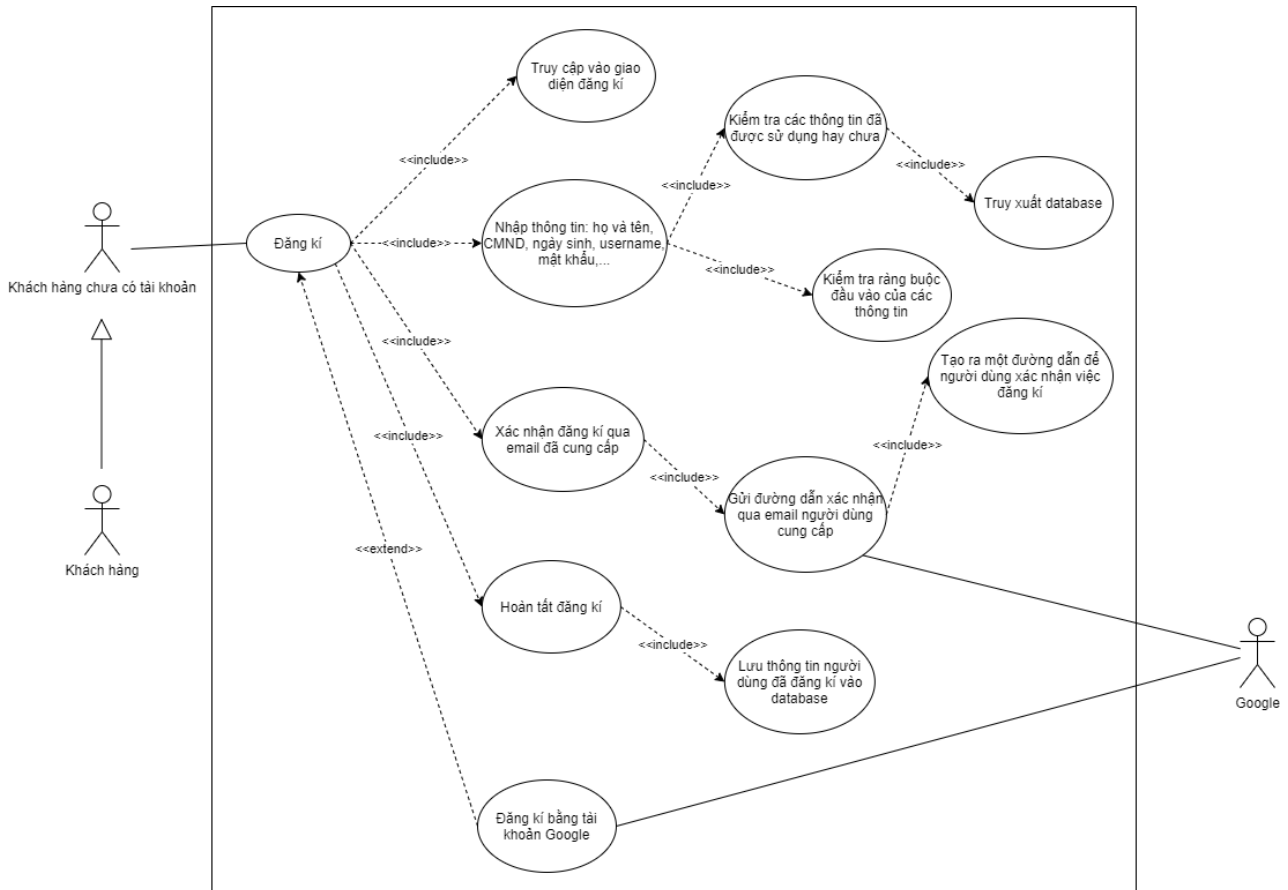 Truy cập vào giao
diện đăng kí
Kiểm tra các thông tin đã
được sử dụng hay chưa
<<include>>
<<include>>
<<include>>
Truy xuất database
Đăng kí
<<include>>
Nhập thông tin: họ và tên,
CMND, ngày sinh, username,
mật khẩu,...
<<include>>
Khách hàng chưa có tài khoản
Kiểm tra ràng buộc
đầu vào của các
thông tin
<<include>>
Tạo ra một đường dẫn để
người dùng xác nhận việc
đăng kí
<<include>>
Xác nhận đăng kí qua
email đã cung cấp
<<include>>
<<include>>
Gửi đường dẫn xác nhận
qua email người dùng
cung cấp
<<extend>>
Khách hàng
Hoàn tất đăng kí
<<include>>
Lưu thông tin người
dùng đã đăng kí vào
database
Google
Đăng kí bằng tài
khoản Google